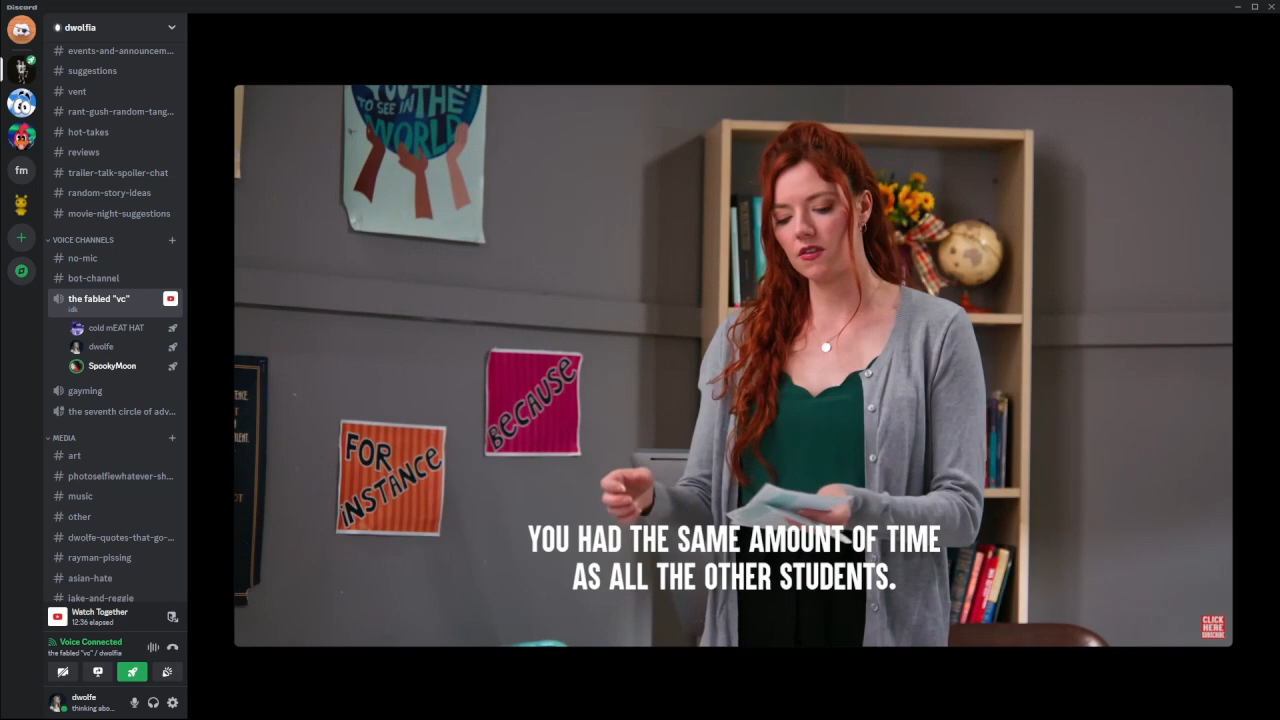 Discord
dwolfia
events-and-announcem...
suggestions
vent
rant-gush-random-tang...
hot-takes
reviews
trailer-talk-spoiler-chat
random-story-ideas
movie-night-suggestions
VOICE CHANNELS
no-mic
bot-channel
the fabled "vc"
idk
cold mEAT HAT
dwolfe
SpookyMoon
gayming
the seventh circle of adv...
MEDIA
art
photoselfiewhatever-sh...
music
other
dwolfe-quotes-that-go-...
rayman-pissing
asian-hate
lake-and-reggie
Watch Together
12:36 elapsed
Voice Connected
the fabled "vc" / dwolfia
dwolfe
thinking abo...
fm
YOU
TO SEE IN THE
WORLD
BECAUSE
FOR
INSTANCE
YOU HAD THE SAME AMOUNT OF TIME
AS ALL THE OTHER STUDENTS.
CLICK
HERE
SUBSCRIBE